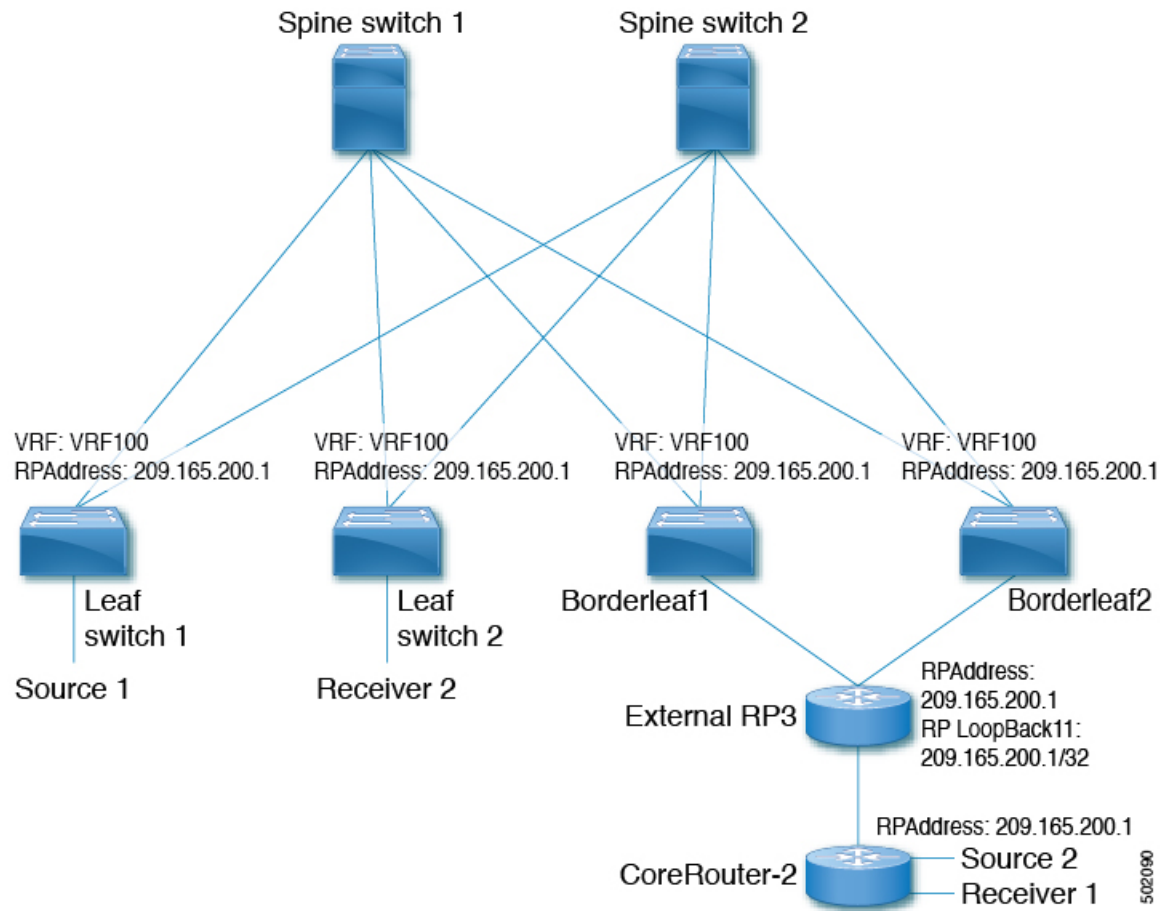 Spine switch 1
Spine switch 2
VRF: VRF100
RPAddress: 209.165.200.1
VRF: VRF100
RPAddress: 209.165.200.1
VRF: VRF100
RPAddress: 209.165.200.1
VRF: VRF100
RPAddress: 209.165.200.1
Leaf
switch 1
Leaf
switch 2
Borderleaf1
Borderleaf2
Source 1
Receiver 2
External RP3
RPAddress:
209.165.200.1
RP LoopBack11:
209.165.200.1/32
RPAddress: 209.165.200.1
CoreRouter-2
Source 2
Receiver 1
502090